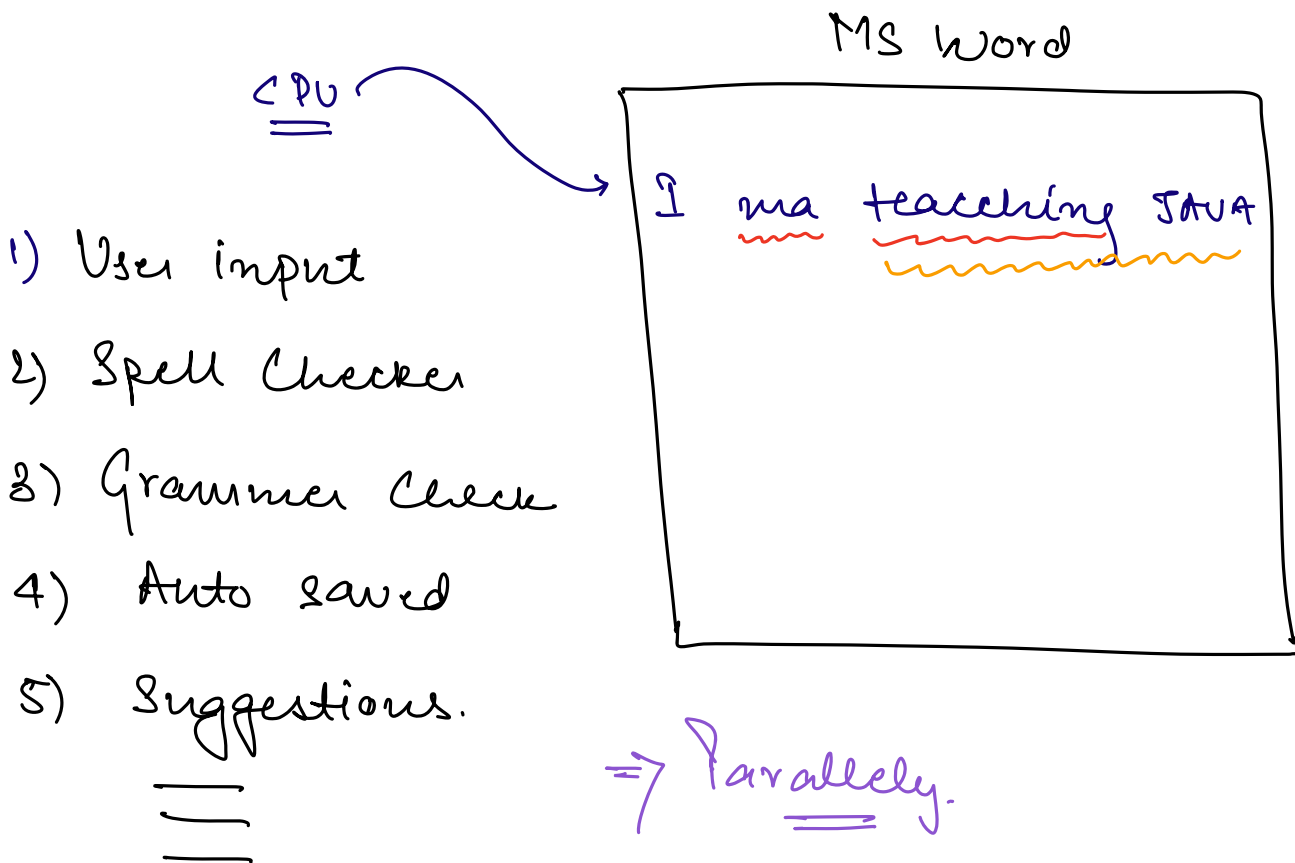 MS Word
CPU
I ma teacching JAVA
1) User input
2) Spell Checker
3) Grammer Check
4) Auto saved
5) Suggestions.
=> Parallely.